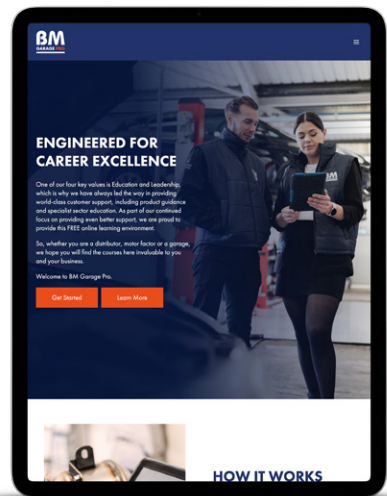 BM
GARAGE PRO
ENGINEERED FOR
CAREER EXCELLENCE
One of our four key values is Education and Leadership,
which is why we have always led the way in providing
world-class customer support, including product guidance
and specialist sector education. As part of our continued
focus on providing even better support, we are proud to
provide this FREE online learning environment.
So, whether you are a distributor, motor factor or a garage,
we hope you will find the courses here invaluable to you
and your business.
Welcome to BM Garage Pro.
Get Started
Learn More
BM
HOW IT WORKS